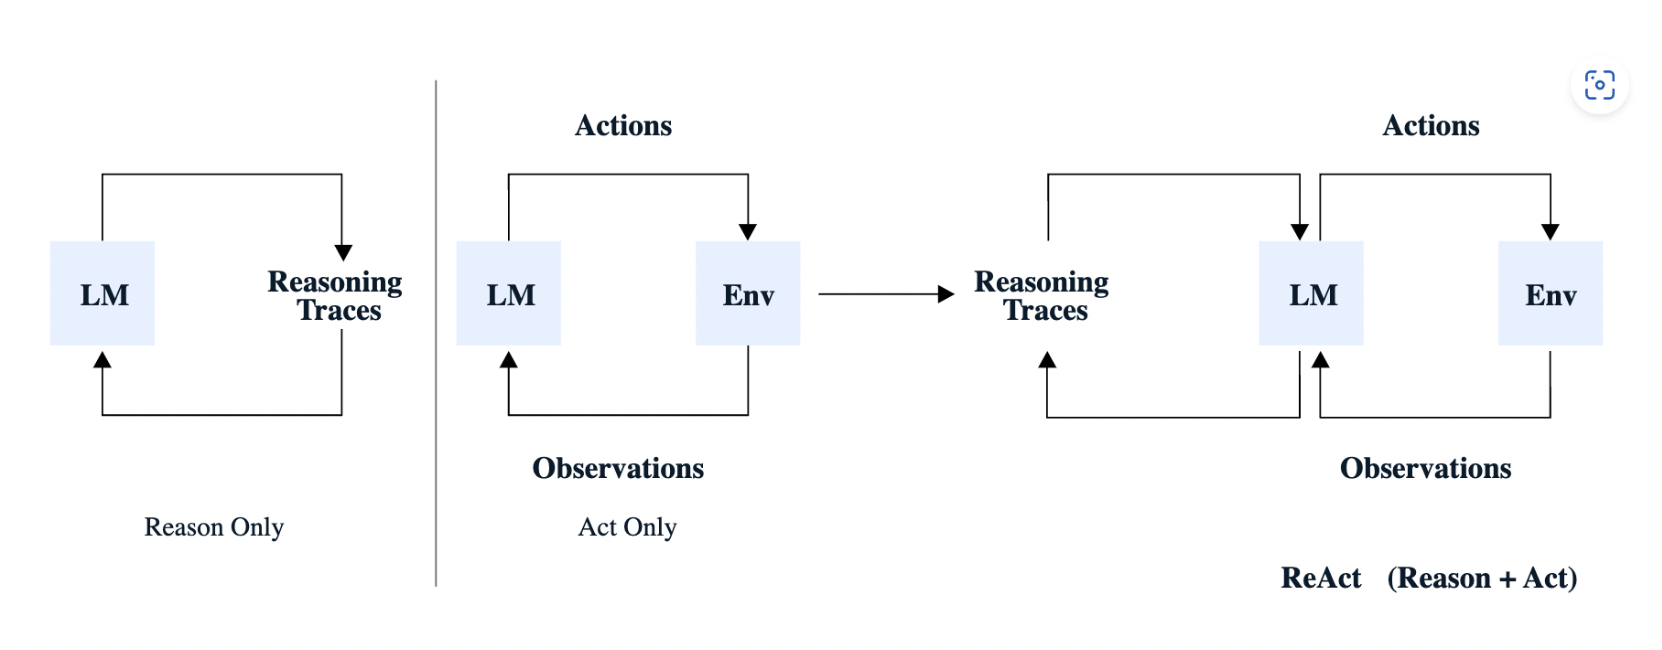 Actions
Actions
LM
Reasoning
Traces
LM
Env
Reasoning
Traces
LM
Env
Observations
Observations
Reason Only
Act Only
ReAct (Reason + Act)